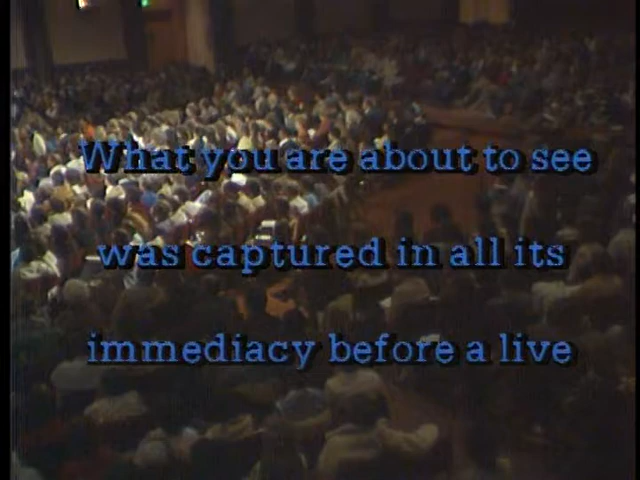 What you are about to see
was captured in all its
immediacy before a live